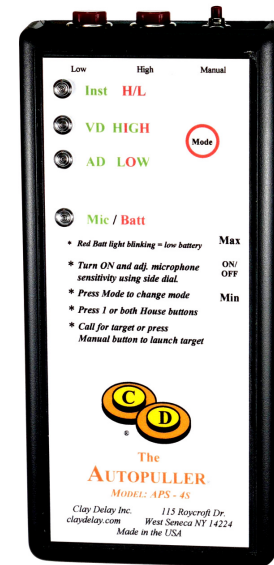 Low High Manual
Inst H/L
VD HIGH
Mode
AD LOW
Mic / Batt
* Red Batt light blinking = low battery
Max
* Turn ON and adj. microphone
sensitivity using side dial.
ON/
OFF
* Press Mode to change mode
Min
* Press 1 or both House buttons
* Call for target or press
Manual button to launch target
C
D
®
The
AUTOPULLER
MODEL: APS - 4S
Clay Delay Inc. 115 Roycroft Dr.
claydelay.com West Seneca NY 14224
Made in the USA